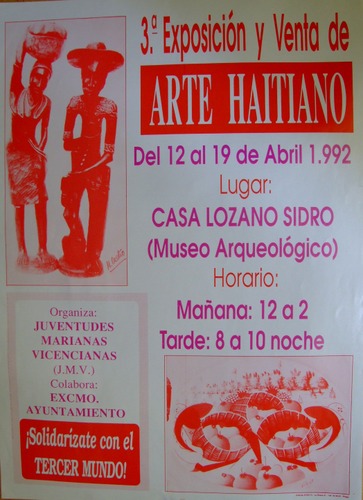 3.ª Exposición y Venta de
ARTE HAITIANO
Del 12 al 19 de Abril 1.992
Lugar:
CASA LOZANO SIDRO
(Museo Arqueológico)
Horario:
Mañana: 12 a 2
Tarde: 8 a 10 noche
Organiza:
JUVENTUDES
MARIANAS
VICENCIANAS
(J.M.V.)
Colabora:
EXCMO.
AYUNTAMIENTO
¡Solidarízate con el
TERCER MUNDO!